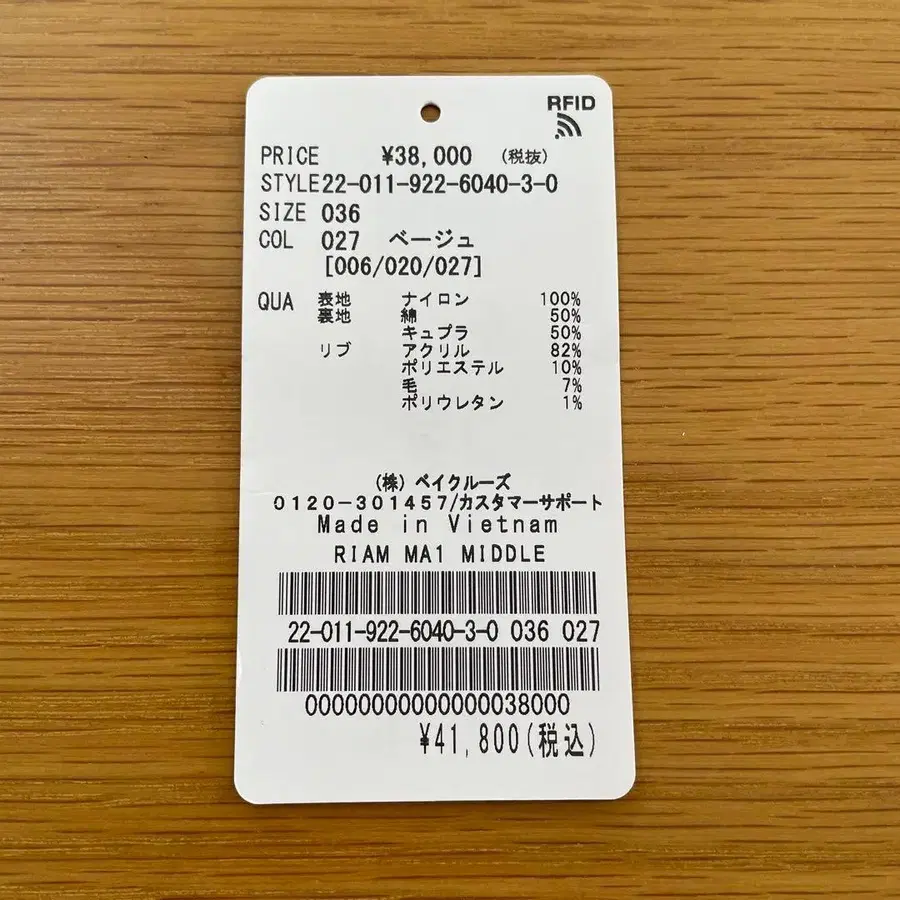 RFID
PRICE ¥38,000 (税抜)
STYLE22-011-922-6040-3-0
SIZE 036
COL 027 ベージュ
[006/020/027]
QUA 表地 ナイロン 100%
裏地 綿 50%
キュプラ 50%
リブ アクリル 82%
ポリエステル 10%
毛 7%
ポリウレタン 1%
(株)ベイクルーズ
0120-301457/カスタマーサポート
Made in Vietnam
RIAM MA1 MIDDLE
22-011-922-6040-3-0 036 027
00000000000000038000
¥41,800(税込)